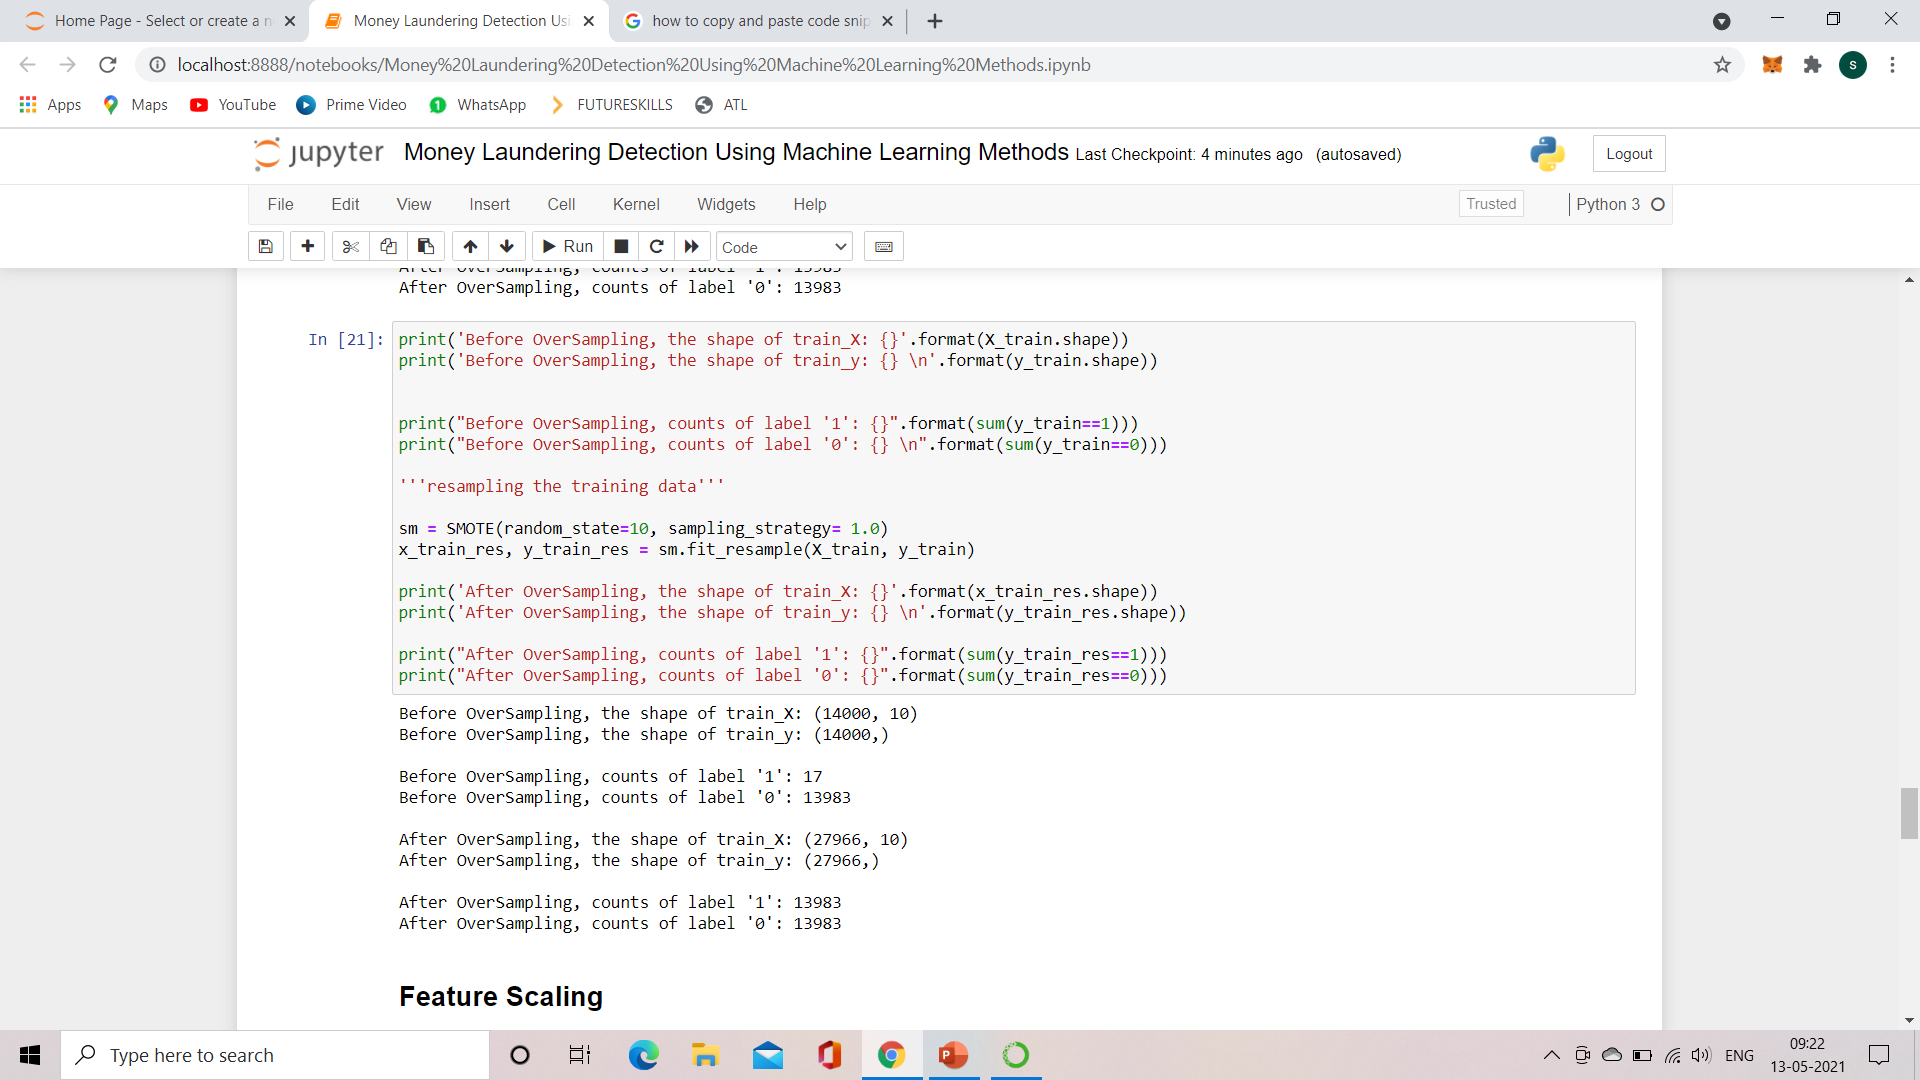 Home Page - Select or create a n
Money Laundering Detection Usi
how to copy and paste code snip
localhost:8888/notebooks/Money%20Laundering%20Detection%20Using%20Machine%20Learning%20Methods.ipynb
S
Apps
Maps
YouTube
Prime Video
WhatsApp
FUTURESKILLS
ATL
jupyter
Money Laundering Detection Using Machine Learning Methods
Last Checkpoint: 4 minutes ago (autosaved)
Logout
File
Edit
View
Insert
Cell
Kernel
Widgets
Help
Trusted
Python 3
Run
Code
After OverSampling, counts of label '1': 13983
After OverSampling, counts of label '0': 13983
In [21]:
print('Before OverSampling, the shape of train_X: {}'.format(X_train.shape))
print('Before OverSampling, the shape of train_y: {} \n'.format(y_train.shape))
print("Before OverSampling, counts of label '1': {}".format(sum(y_train==1)))
print("Before OverSampling, counts of label '0': {} \n".format(sum(y_train==0)))
'''resampling the training data'''
sm = SMOTE(random_state=10, sampling_strategy= 1.0)
x_train_res, y_train_res = sm.fit_resample(X_train, y_train)
print('After OverSampling, the shape of train_X: {}'.format(x_train_res.shape))
print('After OverSampling, the shape of train_y: {} \n'.format(y_train_res.shape))
print("After OverSampling, counts of label '1': {}".format(sum(y_train_res==1)))
print("After OverSampling, counts of label '0': {}".format(sum(y_train_res==0)))
Before OverSampling, the shape of train_X: (14000, 10)
Before OverSampling, the shape of train_y: (14000,)
Before OverSampling, counts of label '1': 17
Before OverSampling, counts of label '0': 13983
After OverSampling, the shape of train_X: (27966, 10)
After OverSampling, the shape of train_y: (27966,)
After OverSampling, counts of label '1': 13983
After OverSampling, counts of label '0': 13983
Feature Scaling
Type here to search
ENG
09:22
13-05-2021